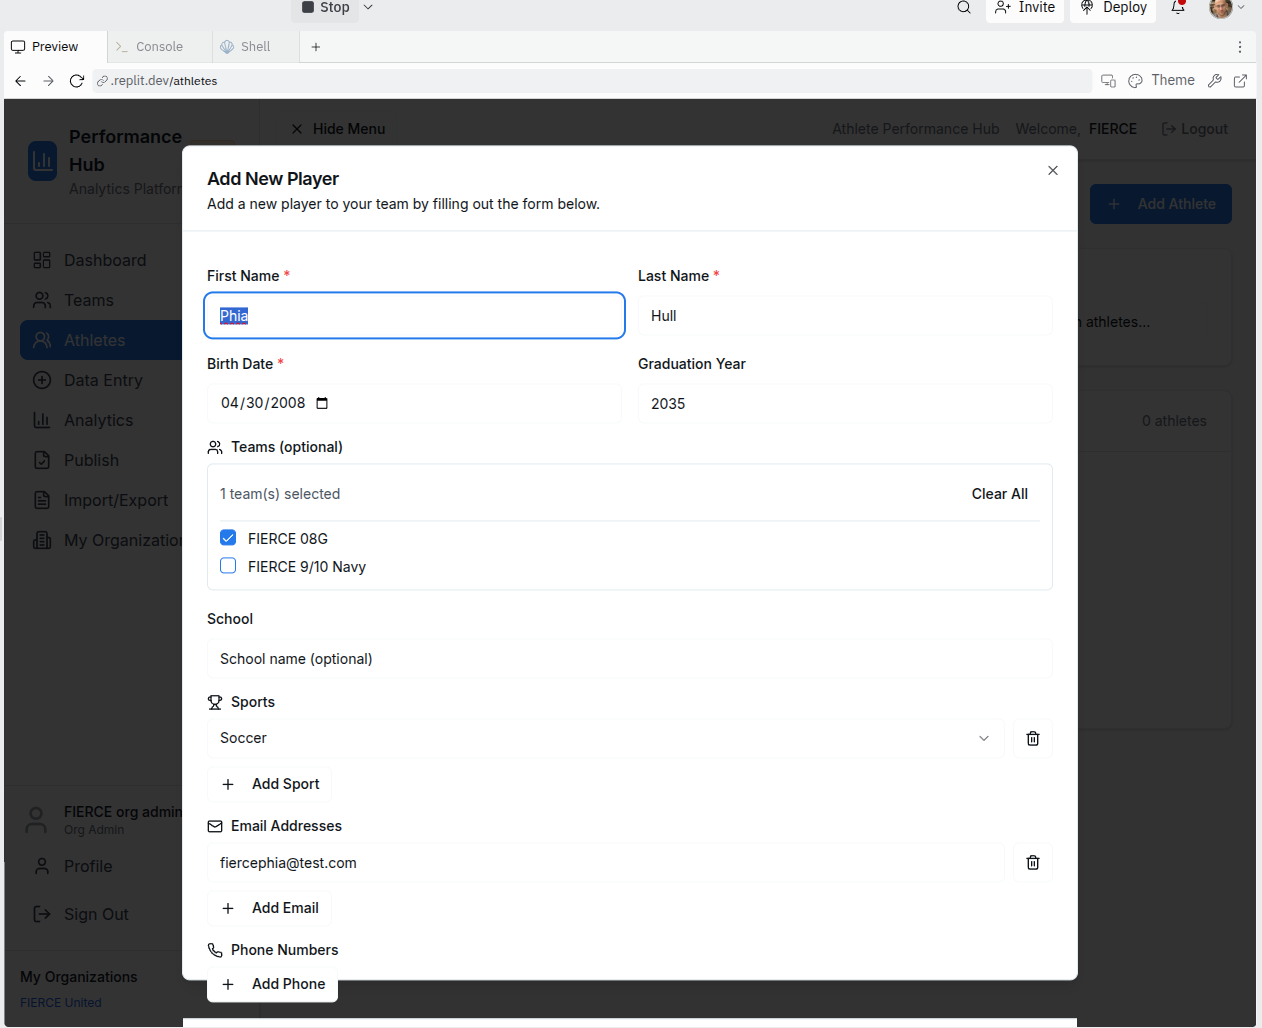 Stop
Invite
Deploy
Preview
Console
Shell
.replit.dev/athletes
Theme
Performance Hub
Hide Menu
Athlete Performance Hub
Welcome, FIERCE
Logout
Analytics Platform
Add Athlete
Dashboard
Teams
Athletes
Data Entry
Analytics
Publish
Import/Export
My Organization
athletes...
0 athletes
Add New Player
Add a new player to your team by filling out the form below.
First Name *
Last Name *
Phia
Hull
Birth Date *
Graduation Year
04/30/2008
2035
Teams (optional)
1 team(s) selected
Clear All
FIERCE 08G
FIERCE 9/10 Navy
School
School name (optional)
Sports
Soccer
Add Sport
Email Addresses
fiercephia@test.com
Add Email
Phone Numbers
Add Phone
FIERCE org admin
Org Admin
Profile
Sign Out
My Organizations
FIERCE United